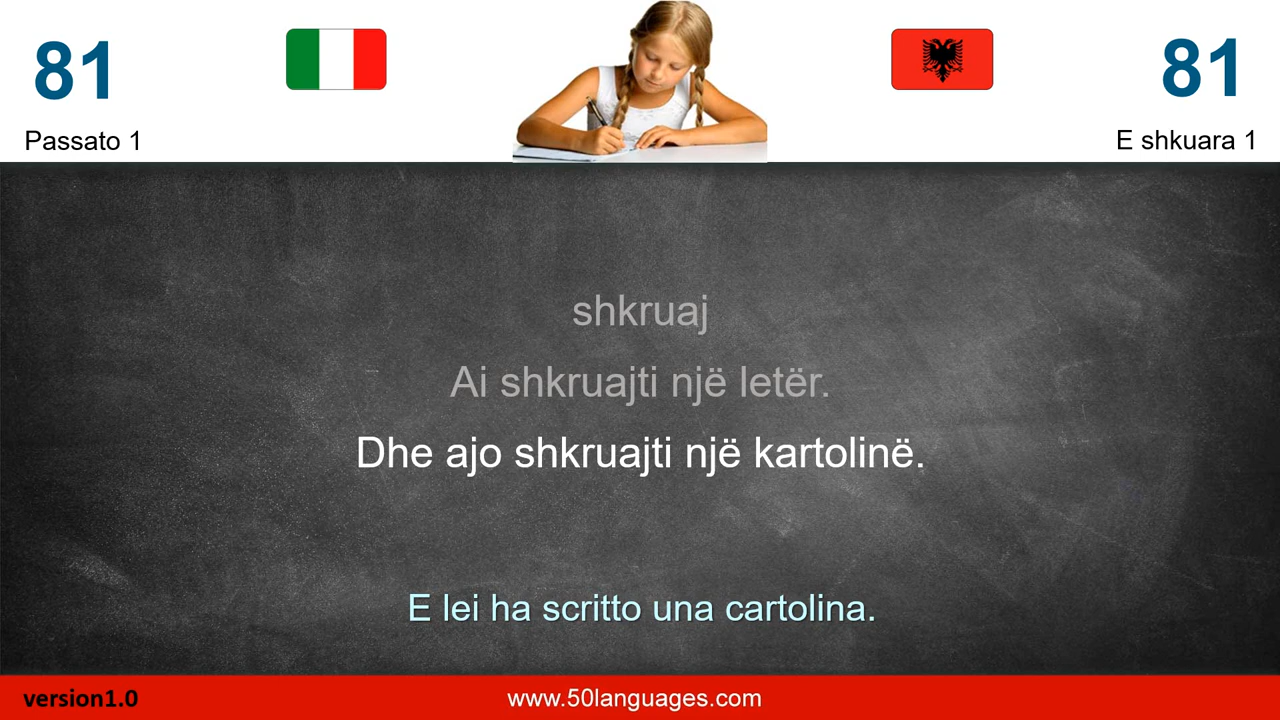 81
81
Passato 1
E shkuara 1
shkruaj
Ai shkruajti një letër.
Dhe ajo shkruajti një kartolinë.
E lei ha scritto una cartolina.
version1.0
www.50languages.com